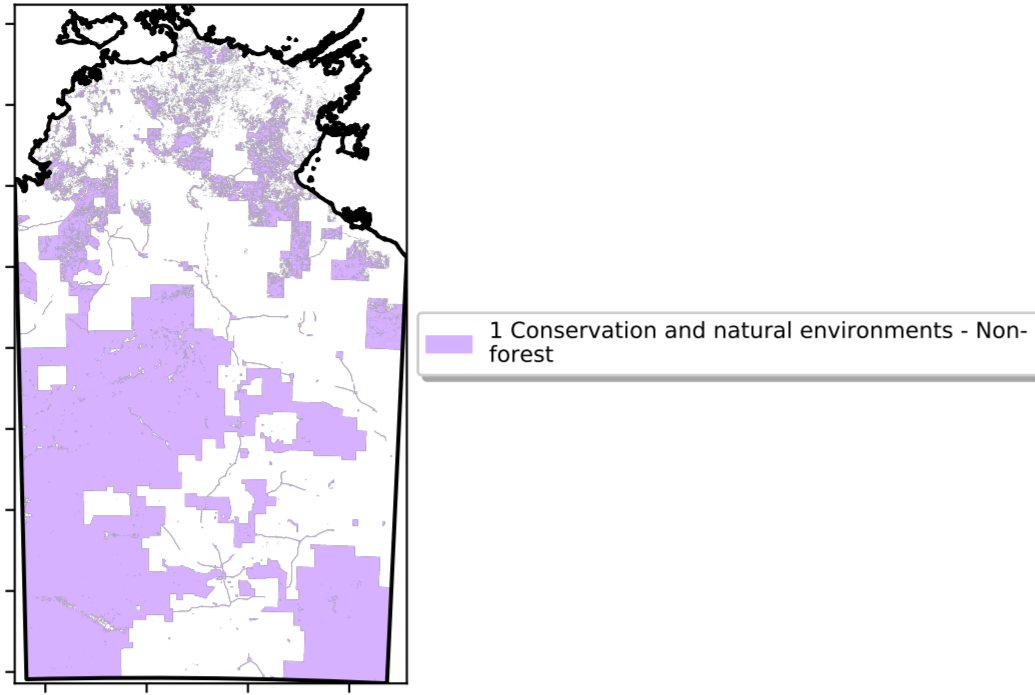 1 Conservation and natural environments - Non-
forest